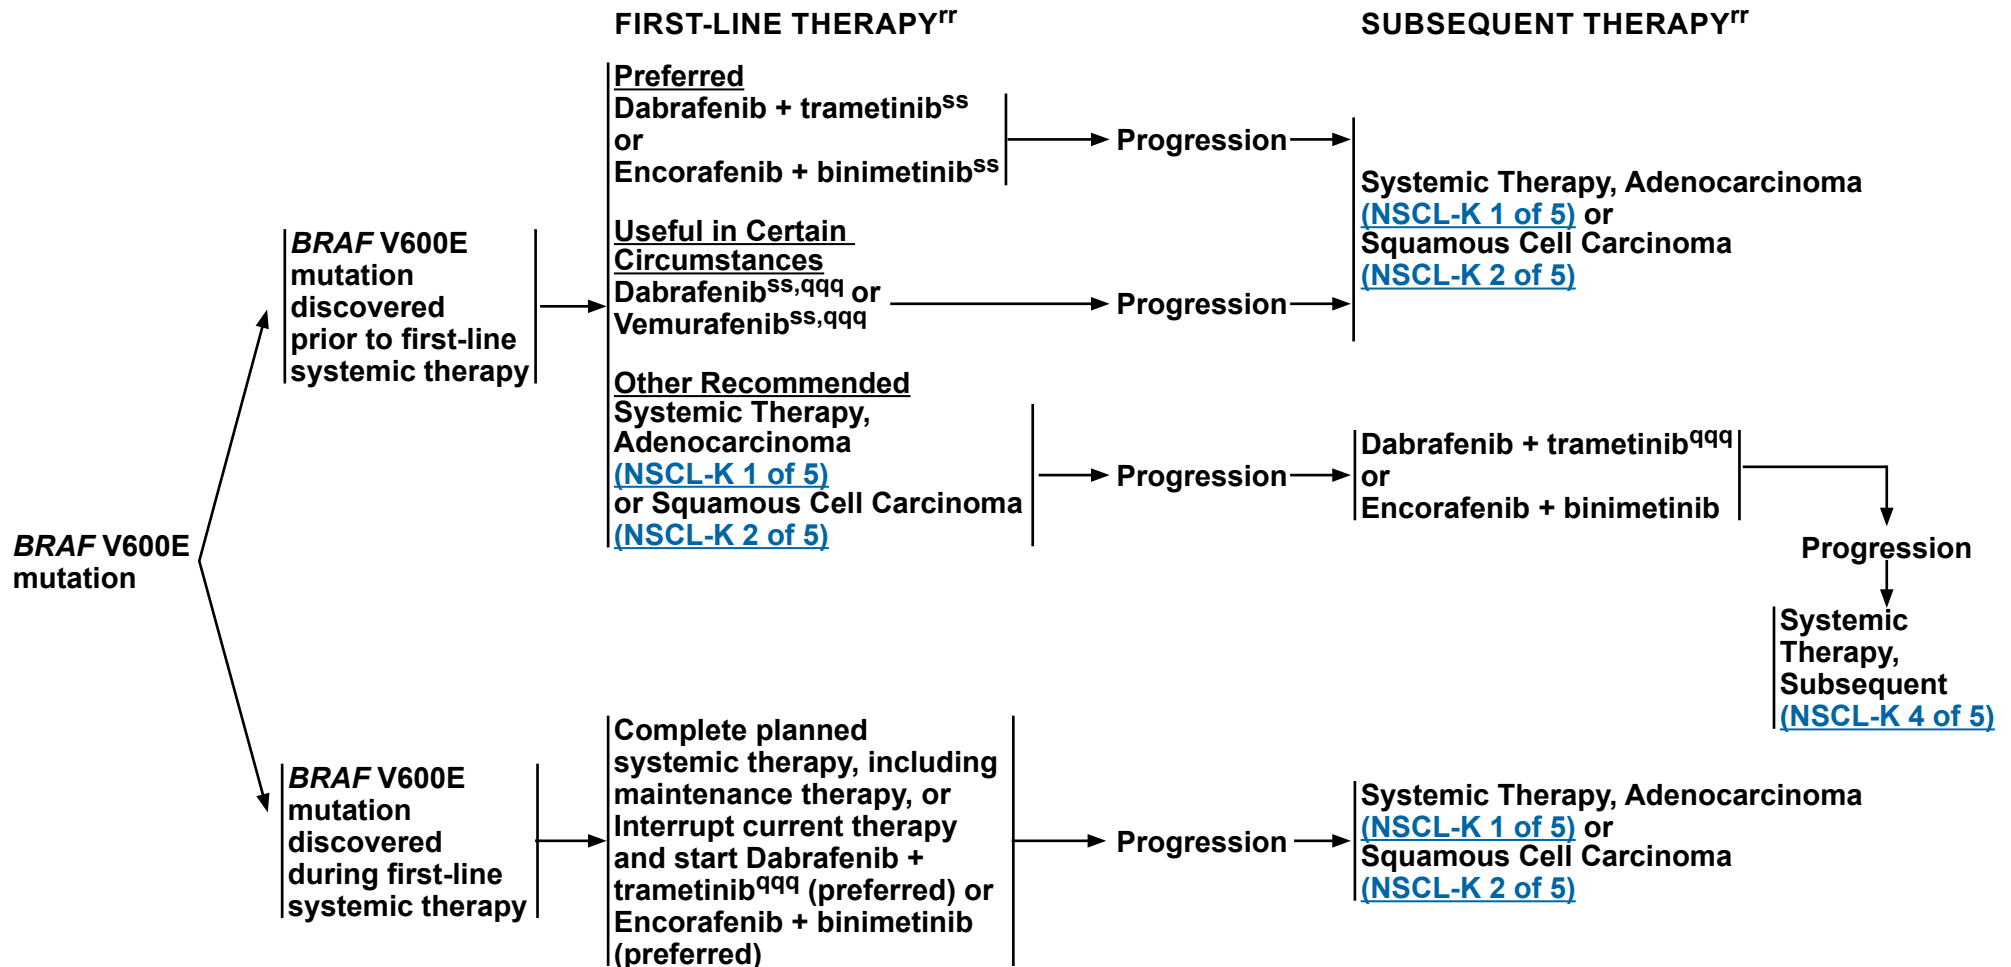 FIRST-LINE THERAPYrr
SUBSEQUENT THERAPYrr
BRAF V600E
mutation
BRAF V600E
mutation
discovered
prior to first-line
systemic therapy
Preferred
Dabrafenib + trametinibss
or
Encorafenib + binimetinibss
Progression
Useful in Certain
Circumstances
Dabrafenibss,qqq or
Vemurafenibss,qqq
Progression
Systemic Therapy, Adenocarcinoma
(NSCL-K 1 of 5) or
Squamous Cell Carcinoma
(NSCL-K 2 of 5)
Other Recommended
Systemic Therapy,
Adenocarcinoma
(NSCL-K 1 of 5)
or Squamous Cell Carcinoma
(NSCL-K 2 of 5)
Progression
Dabrafenib + trametinibqqq
or
Encorafenib + binimetinib
Progression
Systemic
Therapy,
Subsequent
(NSCL-K 4 of 5)
BRAF V600E
mutation
discovered
during first-line
systemic therapy
Complete planned
systemic therapy, including
maintenance therapy, or
Interrupt current therapy
and start Dabrafenib +
trametinibqqq (preferred) or
Encorafenib + binimetinib
(preferred)
Progression
Systemic Therapy, Adenocarcinoma
(NSCL-K 1 of 5) or
Squamous Cell Carcinoma
(NSCL-K 2 of 5)